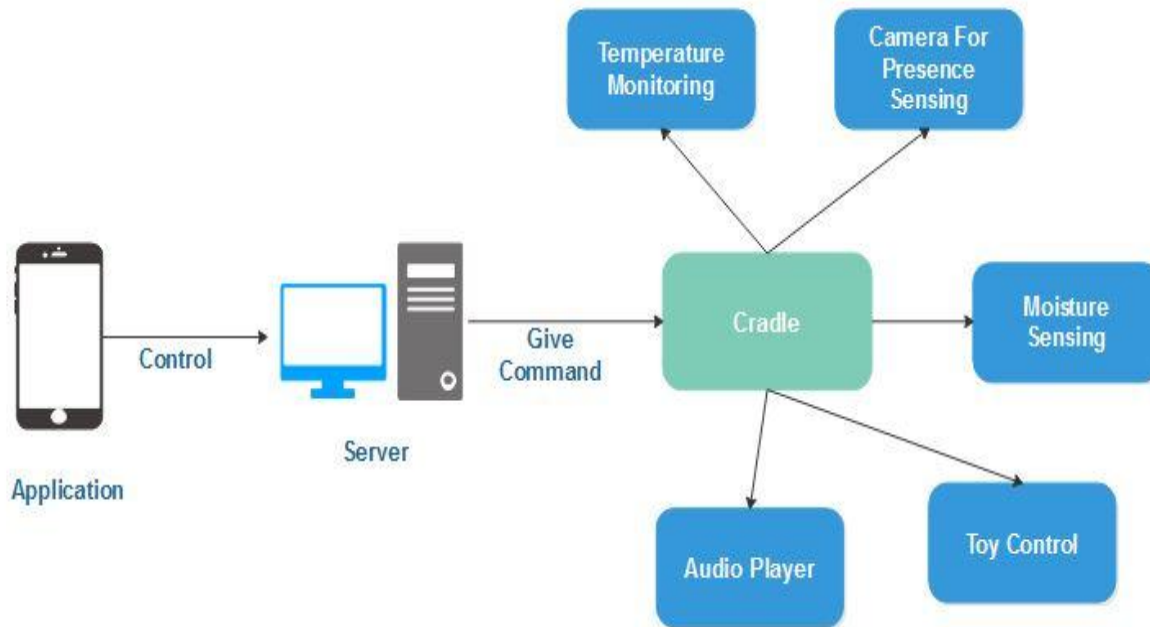 Temperature
Monitoring
Camera For
Presence
Sensing
Control
Give
Command
Cradle
Moisture
Sensing
Server
Application
Audio Player
Toy Control